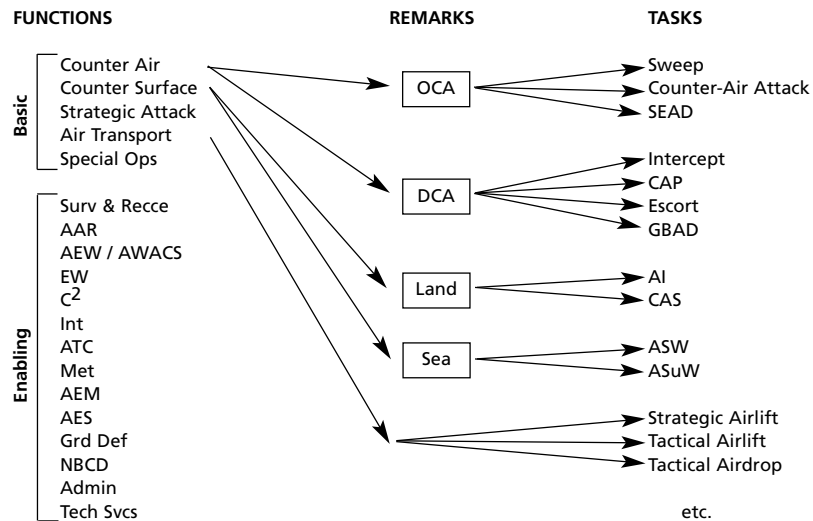 FUNCTIONS
REMARKS
TASKS
Basic
Counter Air
Counter Surface
Strategic Attack
Air Transport
Special Ops
Enabling
Surv & Recce
AAR
AEW / AWACS
EW
C2
Int
ATC
Met
AEM
AES
Grd Def
NBCD
Admin
Tech Svcs
OCA
DCA
Land
Sea
Sweep
Counter-Air Attack
SEAD
Intercept
CAP
Escort
GBAD
AI
CAS
ASW
ASuW
Strategic Airlift
Tactical Airlift
Tactical Airdrop
etc.